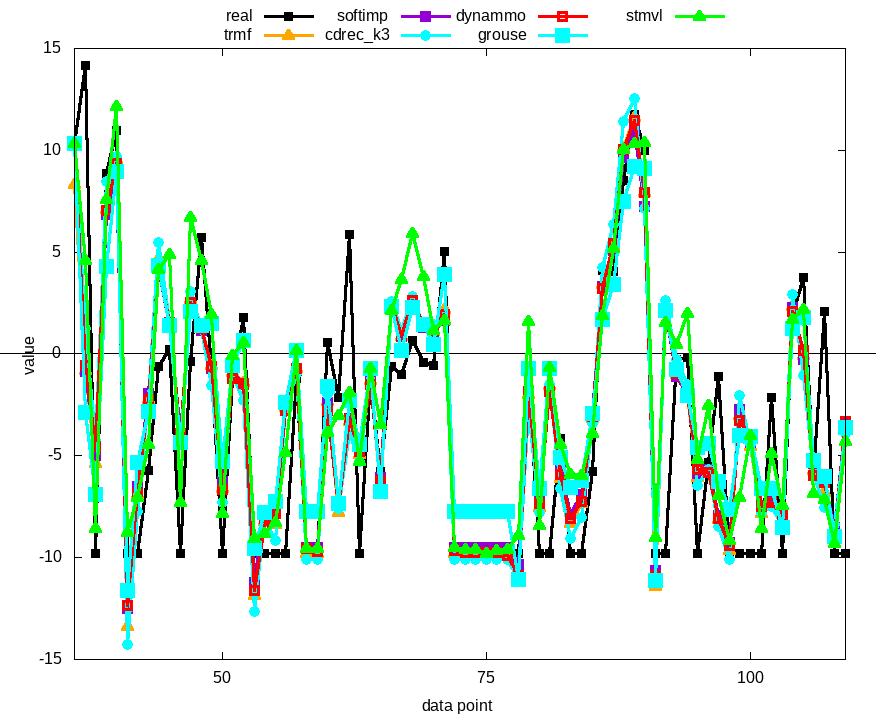 real softimp dynammo stmvl
trmf cdrec_k3 grouse
15
10
5
0
-5
-10
-15
value
50 75 100
data point